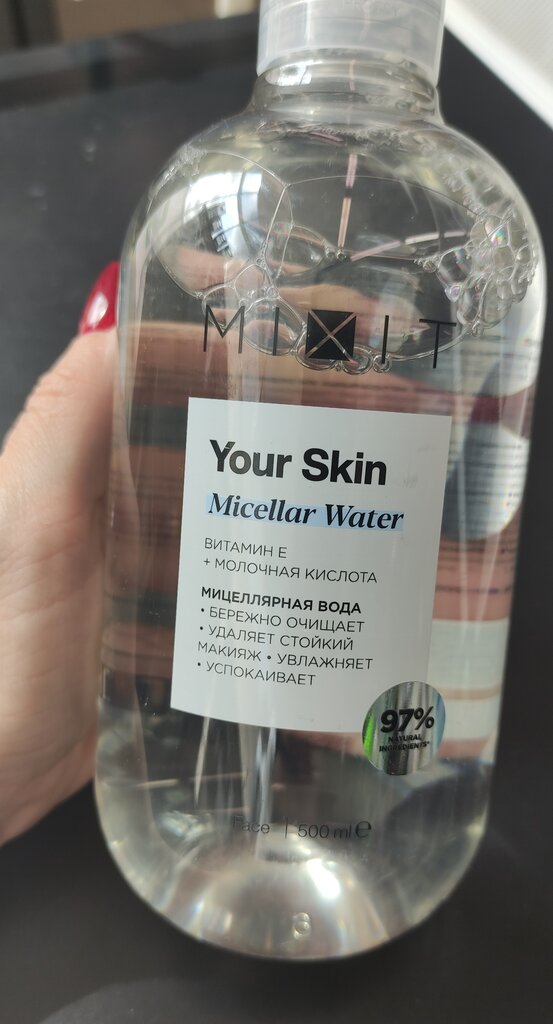 MIXIT
Your Skin
Micellar Water
ВИТАМИН Е
+ МОЛОЧНАЯ КИСЛОТА
МИЦЕЛЛЯРНАЯ ВОДА
• БЕРЕЖНО ОЧИЩАЕТ
• УДАЛЯЕТ СТОЙКИЙ
МАКИЯЖ • УВЛАЖНЯЕТ
• УСПОКАИВАЕТ
97%
NATURAL
INGREDIENTS*
Face | 500 ml ℮